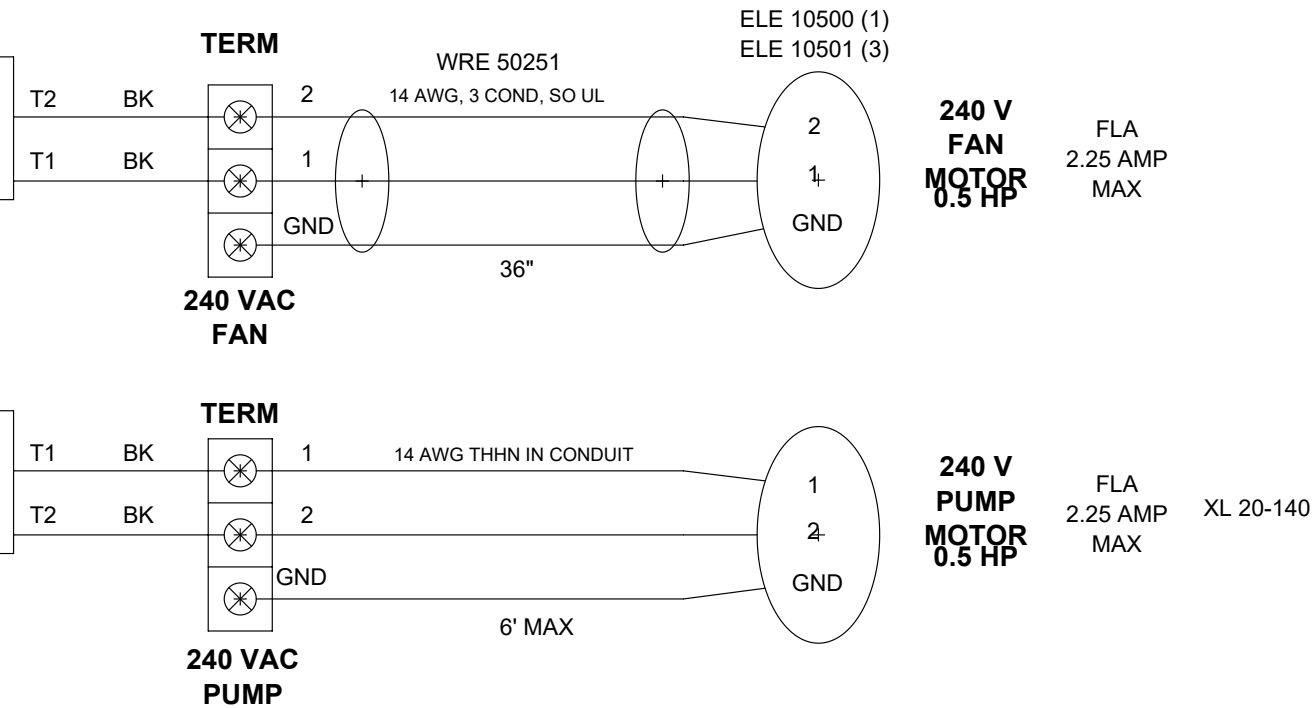 ELE 10500 (1)
ELE 10501 (3)
TERM
WRE 50251
T2 BK 2 14 AWG, 3 COND, SO UL
T1 BK 1
GND
36"
2
1
GND
240 V
FAN
MOTOR
0.5 HP
FLA
2.25 AMP
MAX
240 VAC
FAN
TERM
T1 BK 1 14 AWG THHN IN CONDUIT
T2 BK 2
GND
6' MAX
1
2
GND
240 V
PUMP
MOTOR
0.5 HP
FLA
2.25 AMP
MAX
XL 20-140
240 VAC
PUMP